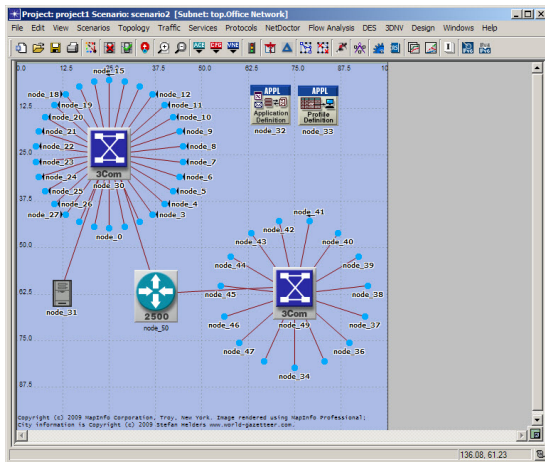 Project: project1 Scenario: scenario2 [Subnet: top.Office Network]
File Edit View Scenarios Topology Traffic Services Protocols NetDoctor Flow Analysis DES 3DNV Design Windows Help
0.0 12.5 25.0 37.5 50.0 62.5 75.0 87.5 10
node_15
node_18 node_12
node_19 node_11
12.5
node_20 node_10
node_21 node_9
node_22 node_8
25.0
node_23 node_7
3Com
node_24 node_6
node_30
node_25 node_5
37.5
node_26 node_4
node_27 node_3
node_0
APPL
Application
Definition
node_32
APPL
Profile
Definition
node_33
node_41
node_42
node_43 node_40
50.0
node_44 node_39
node_45 node_38
62.5
node_31
2500
node_50
3Com
node_46 node_49 node_37
node_47 node_36
75.0
node_34
87.5
Copyright (c) 2009 MapInfo Corporation, Troy, New York. Image rendered using MapInfo Professional;
City information is Copyright (c) 2009 Stefan Helders www.world-gazetteer.com.
136.08, 61.23